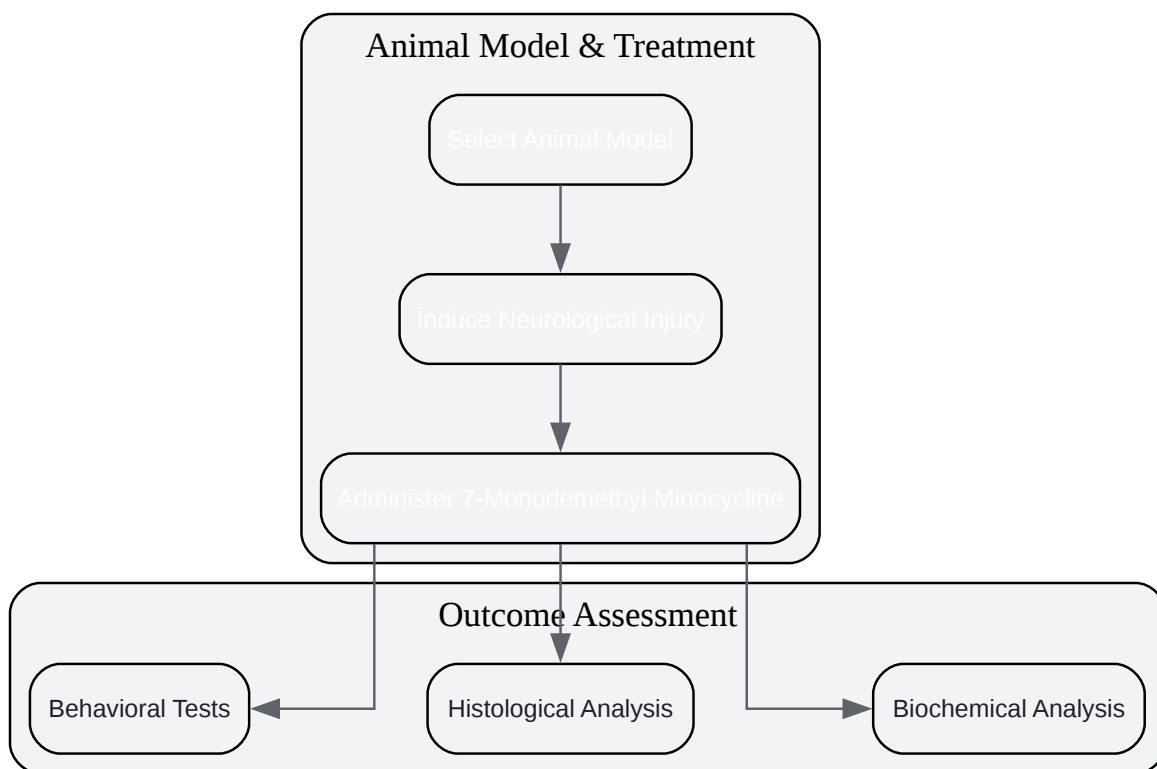 Animal Model & Treatment
Select Animal Model
Induce Neurological Injury
Administer 7-Monodemethyl Minocycline
Outcome Assessment
Behavioral Tests
Histological Analysis
Biochemical Analysis